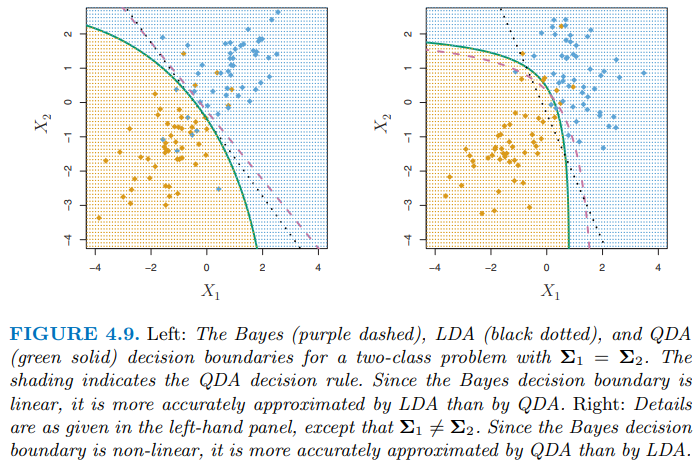 2
1
0
−1
−2
−3
−4
X2
−4 −2 0 2 4
X1
2
1
0
−1
−2
−3
−4
X2
−4 −2 0 2 4
X1
FIGURE 4.9. Left: The Bayes (purple dashed), LDA (black dotted), and QDA
(green solid) decision boundaries for a two-class problem with Σ1 = Σ2. The
shading indicates the QDA decision rule. Since the Bayes decision boundary is
linear, it is more accurately approximated by LDA than by QDA. Right: Details
are as given in the left-hand panel, except that Σ1 ≠ Σ2. Since the Bayes decision
boundary is non-linear, it is more accurately approximated by QDA than by LDA.